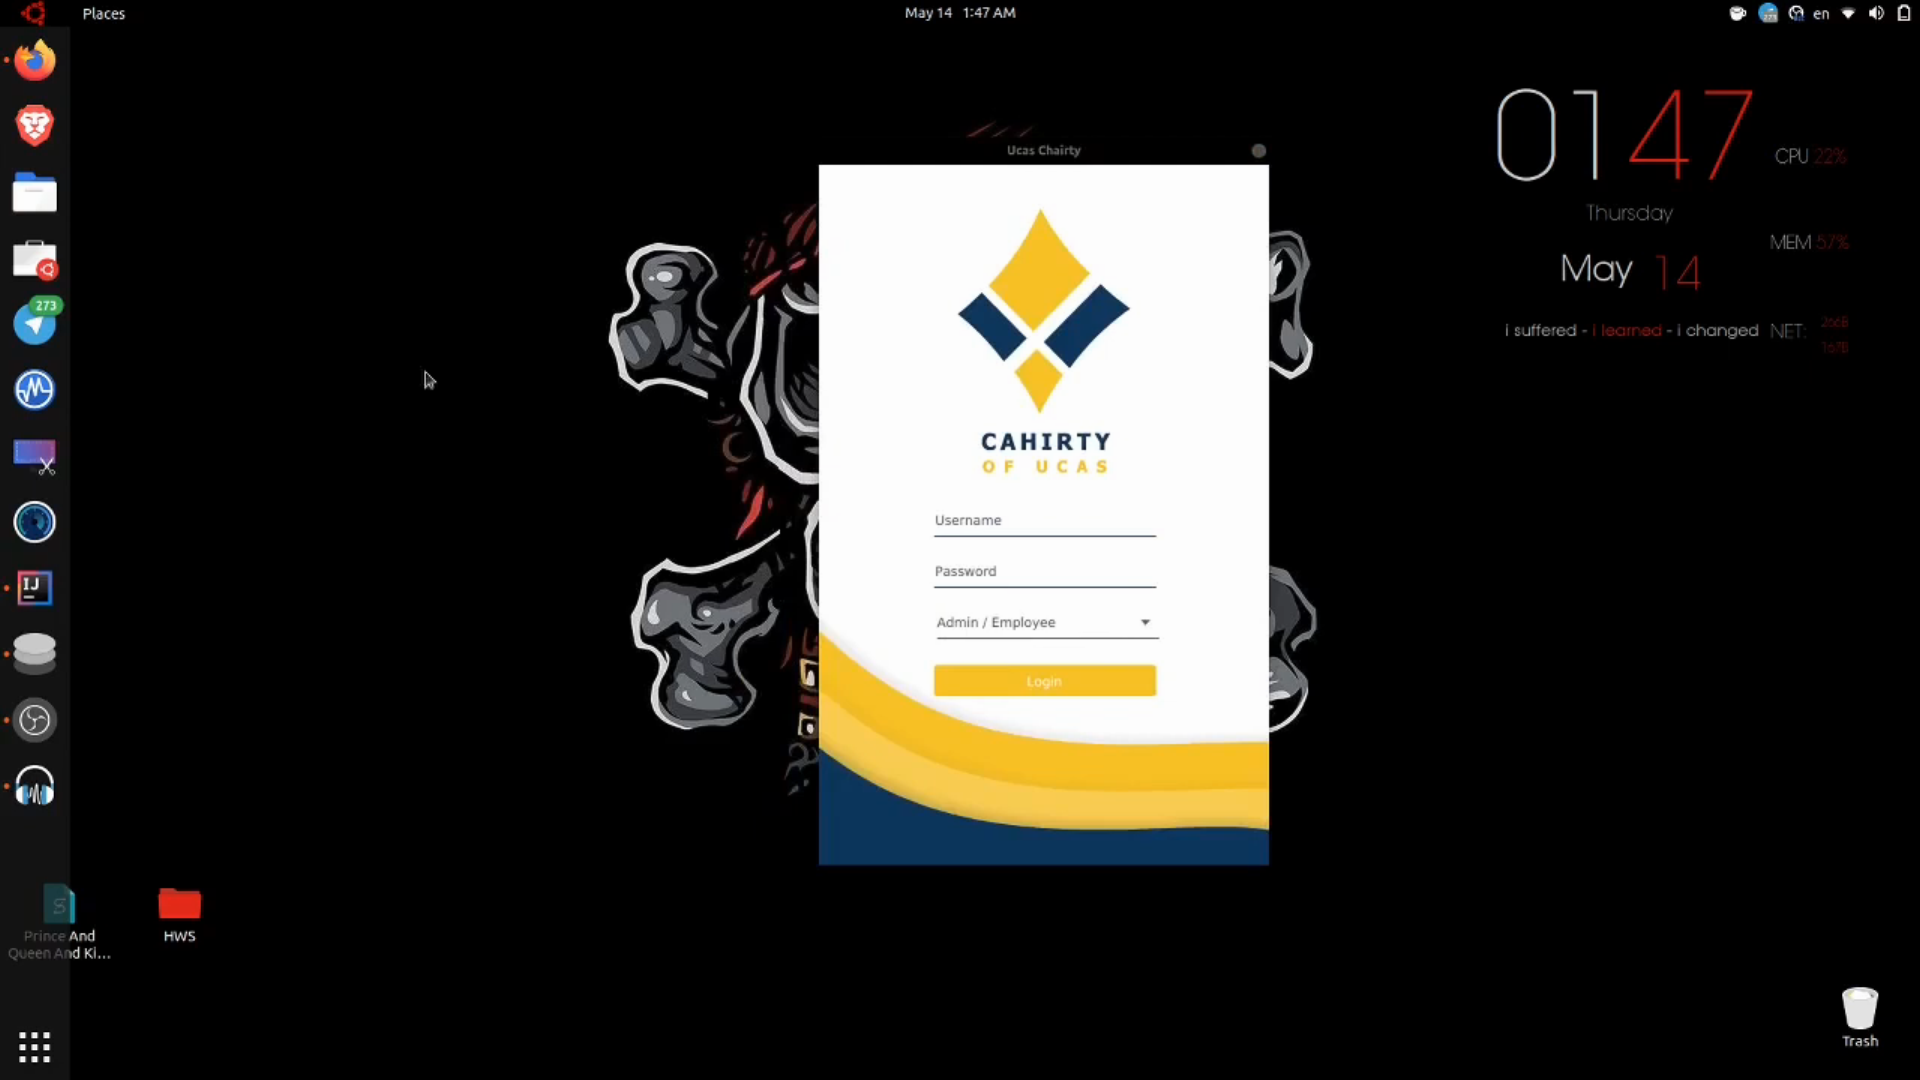 Places
May 14 1:47 AM
en
273
273
IJ
S
Prince And
Queen And Ki...
HWS
Ucas Chairty
CAHIRTY
OF UCAS
Username
Password
Admin / Employee
Login
01 47
CPU 22%
Thursday
MEM 57%
May 14
i suffered - i learned - i changed
NET:
Trash